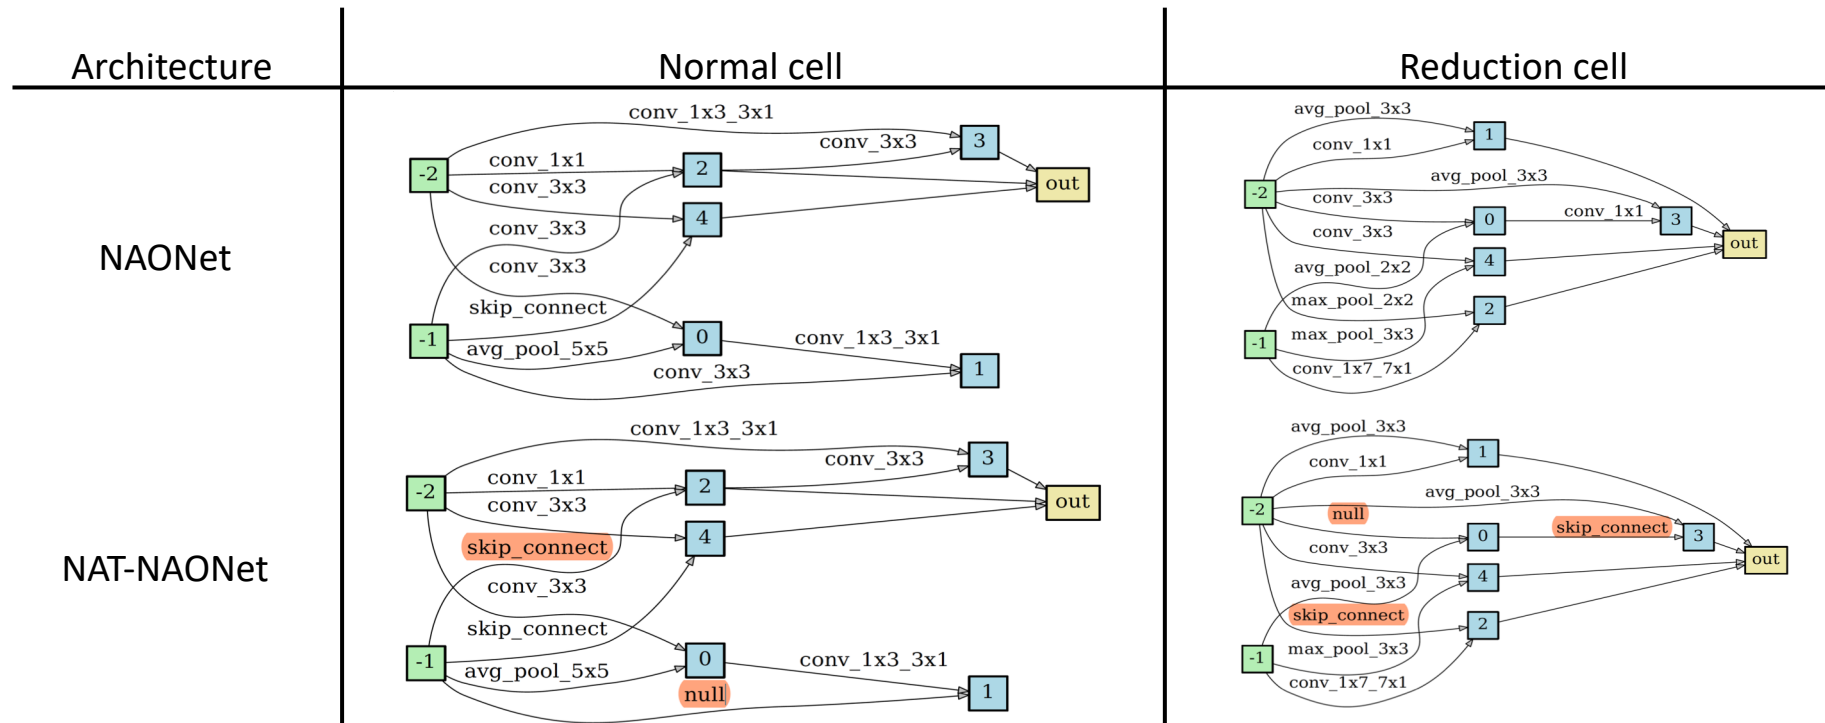 Architecture
Normal cell
Reduction cell
NAONet
conv_1x3_3x1
conv_3x3
3
-2
conv_1x1
2
out
conv_3x3
4
conv_3x3
conv_3x3
skip_connect
-1
0
conv_1x3_3x1
avg_pool_5x5
conv_3x3
1
avg_pool_3x3
1
conv_1x1
avg_pool_3x3
-2
conv_3x3
0
conv_1x1
3
conv_3x3
out
4
avg_pool_2x2
max_pool_2x2
2
max_pool_3x3
-1
conv_1x7_7x1
NAT-NAONet
conv_1x3_3x1
conv_3x3
3
-2
conv_1x1
2
out
conv_3x3
4
skip_connect
conv_3x3
skip_connect
-1
0
conv_1x3_3x1
avg_pool_5x5
null
1
avg_pool_3x3
1
conv_1x1
avg_pool_3x3
-2
null
0
skip_connect
3
conv_3x3
out
4
avg_pool_3x3
skip_connect
2
max_pool_3x3
-1
conv_1x7_7x1